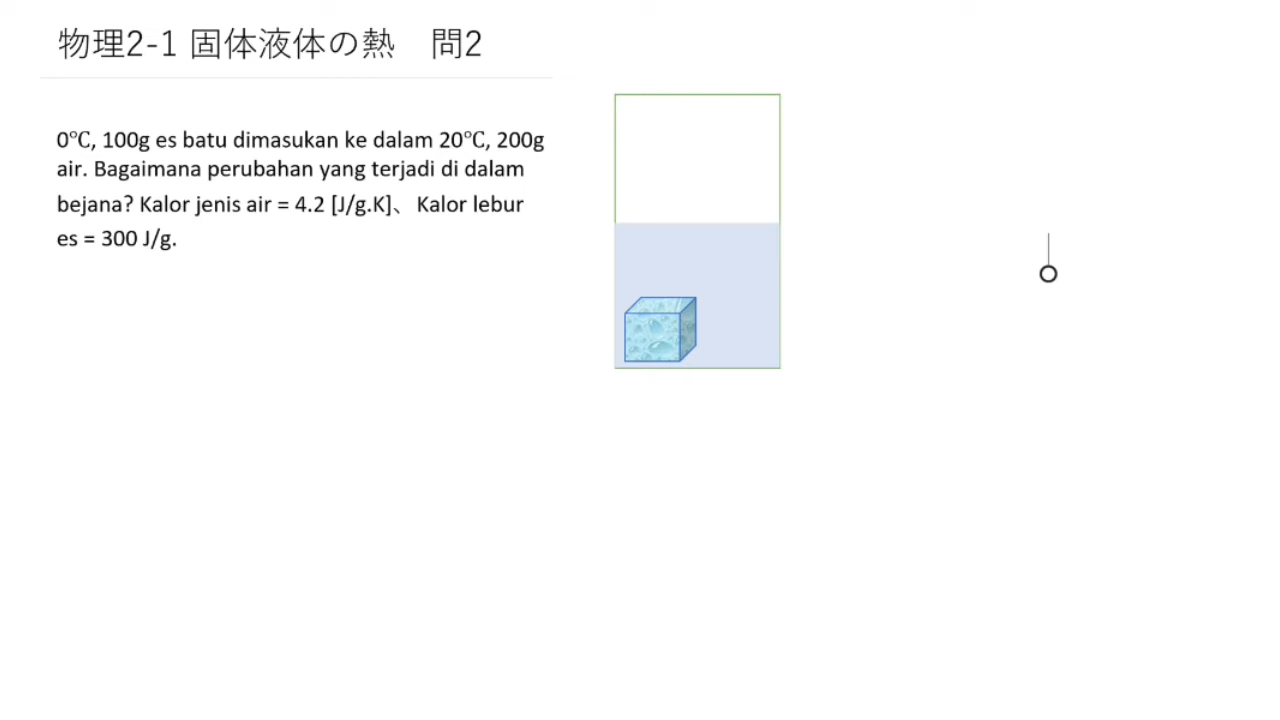 物理2-1 固体液体の熱　問2
0℃, 100g es batu dimasukan ke dalam 20℃, 200g
air. Bagaimana perubahan yang terjadi di dalam
bejana? Kalor jenis air = 4.2 [J/g.K]、Kalor lebur
es = 300 J/g.